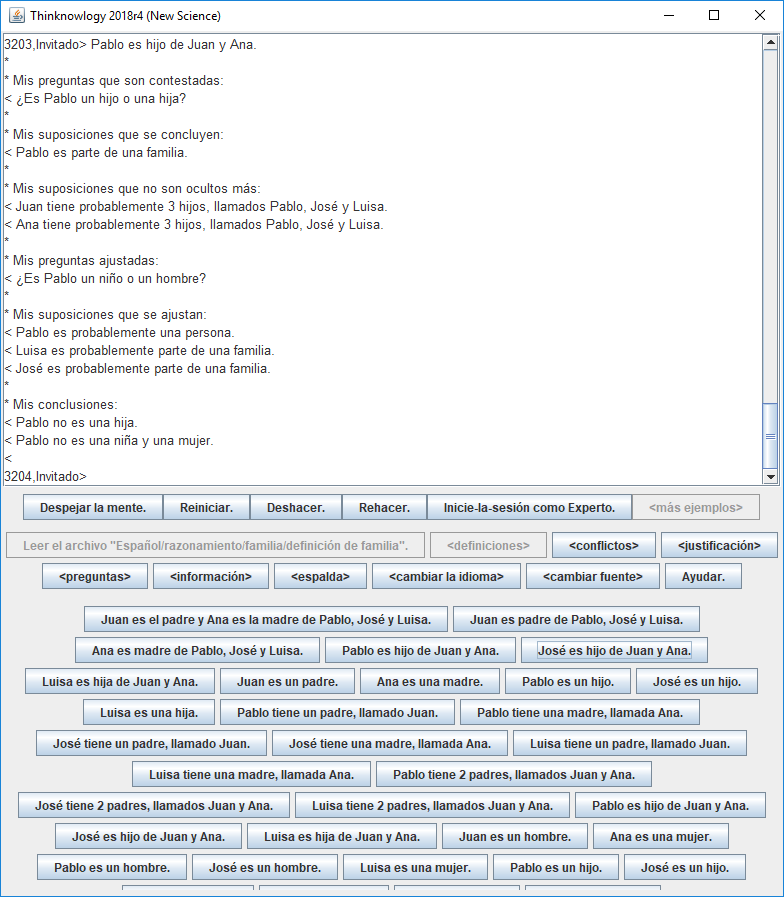 Thinknowlogy 2018r4 (New Science)
3203,Invitado> Pablo es hijo de Juan y Ana.
*
* Mis preguntas que son contestadas:
< ¿Es Pablo un hijo o una hija?
*
* Mis suposiciones que se concluyen:
< Pablo es parte de una familia.
*
* Mis suposiciones que no son ocultos más:
< Juan tiene probablemente 3 hijos, llamados Pablo, José y Luisa.
< Ana tiene probablemente 3 hijos, llamados Pablo, José y Luisa.
*
* Mis preguntas ajustadas:
< ¿Es Pablo un niño o un hombre?
*
* Mis suposiciones que se ajustan:
< Pablo es probablemente una persona.
< Luisa es probablemente parte de una familia.
< José es probablemente parte de una familia.
*
* Mis conclusiones:
< Pablo no es una hija.
< Pablo no es una niña y una mujer.
<
3204,Invitado>
Despejar la mente. Reiniciar. Deshacer. Rehacer. Inicie-la-sesión como Experto. <más ejemplos>
Leer el archivo "Español/razonamiento/familia/definición de familia". <definiciones> <conflictos> <justificación>
<preguntas> <información> <espalda> <cambiar la idioma> <cambiar fuente> Ayudar.
Juan es el padre y Ana es la madre de Pablo, José y Luisa. Juan es padre de Pablo, José y Luisa.
Ana es madre de Pablo, José y Luisa. Pablo es hijo de Juan y Ana. José es hijo de Juan y Ana.
Luisa es hija de Juan y Ana. Juan es un padre. Ana es una madre. Pablo es un hijo. José es un hijo.
Luisa es una hija. Pablo tiene un padre, llamado Juan. Pablo tiene una madre, llamada Ana.
José tiene un padre, llamado Juan. José tiene una madre, llamada Ana. Luisa tiene un padre, llamado Juan.
Luisa tiene una madre, llamada Ana. Pablo tiene 2 padres, llamados Juan y Ana.
José tiene 2 padres, llamados Juan y Ana. Luisa tiene 2 padres, llamados Juan y Ana. Pablo es hijo de Juan y Ana.
José es hijo de Juan y Ana. Luisa es hija de Juan y Ana. Juan es un hombre. Ana es una mujer.
Pablo es un hombre. José es un hombre. Luisa es una mujer. Pablo es un hijo. José es un hijo.